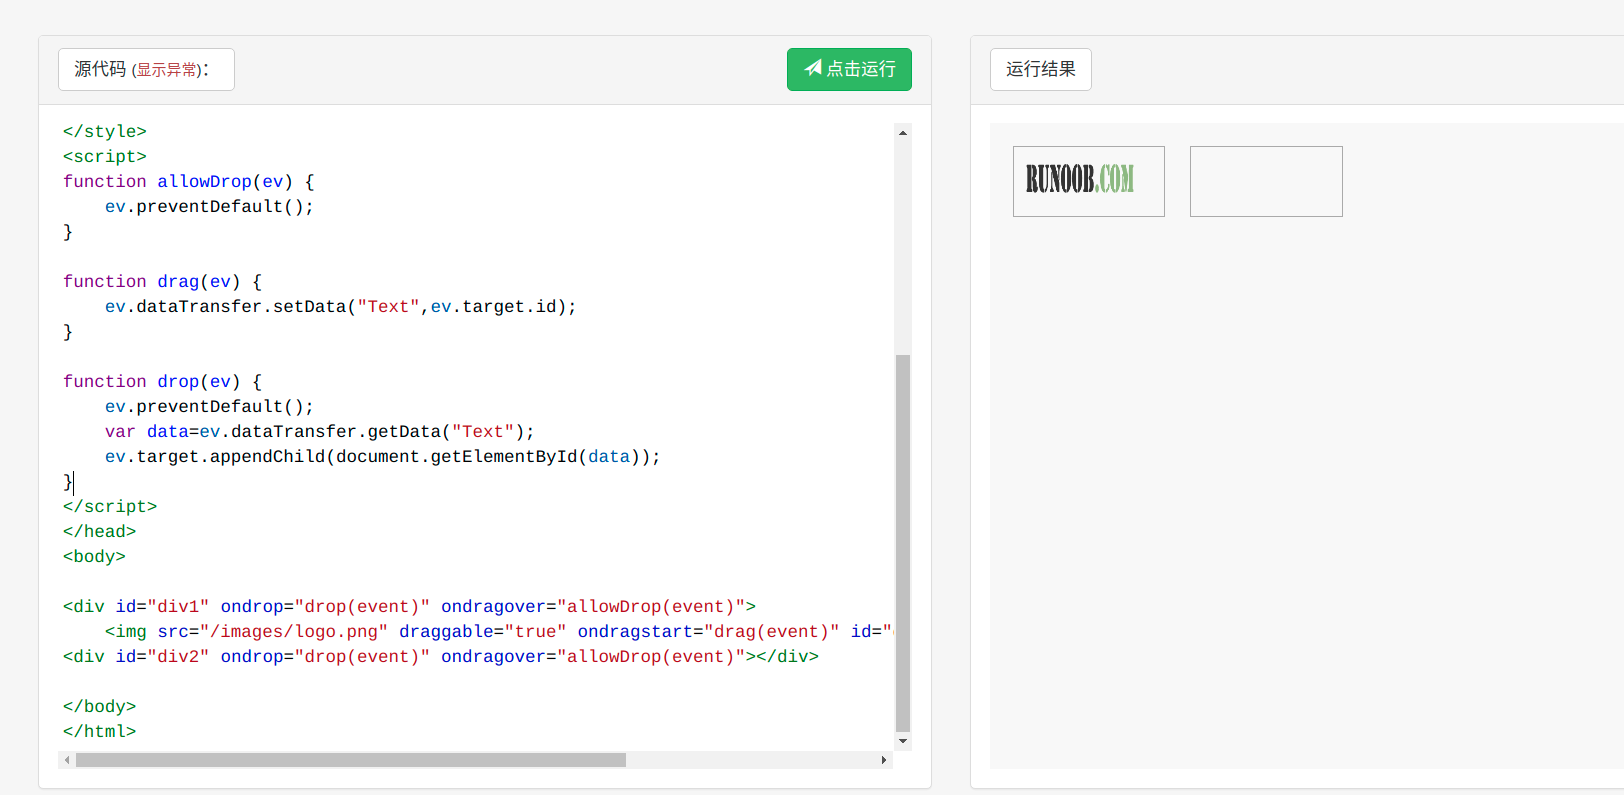 源代码 (显示异常)：
点击运行
</style>
<script>
function allowDrop(ev) {
    ev.preventDefault();
}

function drag(ev) {
    ev.dataTransfer.setData("Text",ev.target.id);
}

function drop(ev) {
    ev.preventDefault();
    var data=ev.dataTransfer.getData("Text");
    ev.target.appendChild(document.getElementById(data));
}
</script>
</head>
<body>

<div id="div1" ondrop="drop(event)" ondragover="allowDrop(event)">
    <img src="/images/logo.png" draggable="true" ondragstart="drag(event)" id="
<div id="div2" ondrop="drop(event)" ondragover="allowDrop(event)"></div>

</body>
</html>
运行结果
RUNOOB.COM